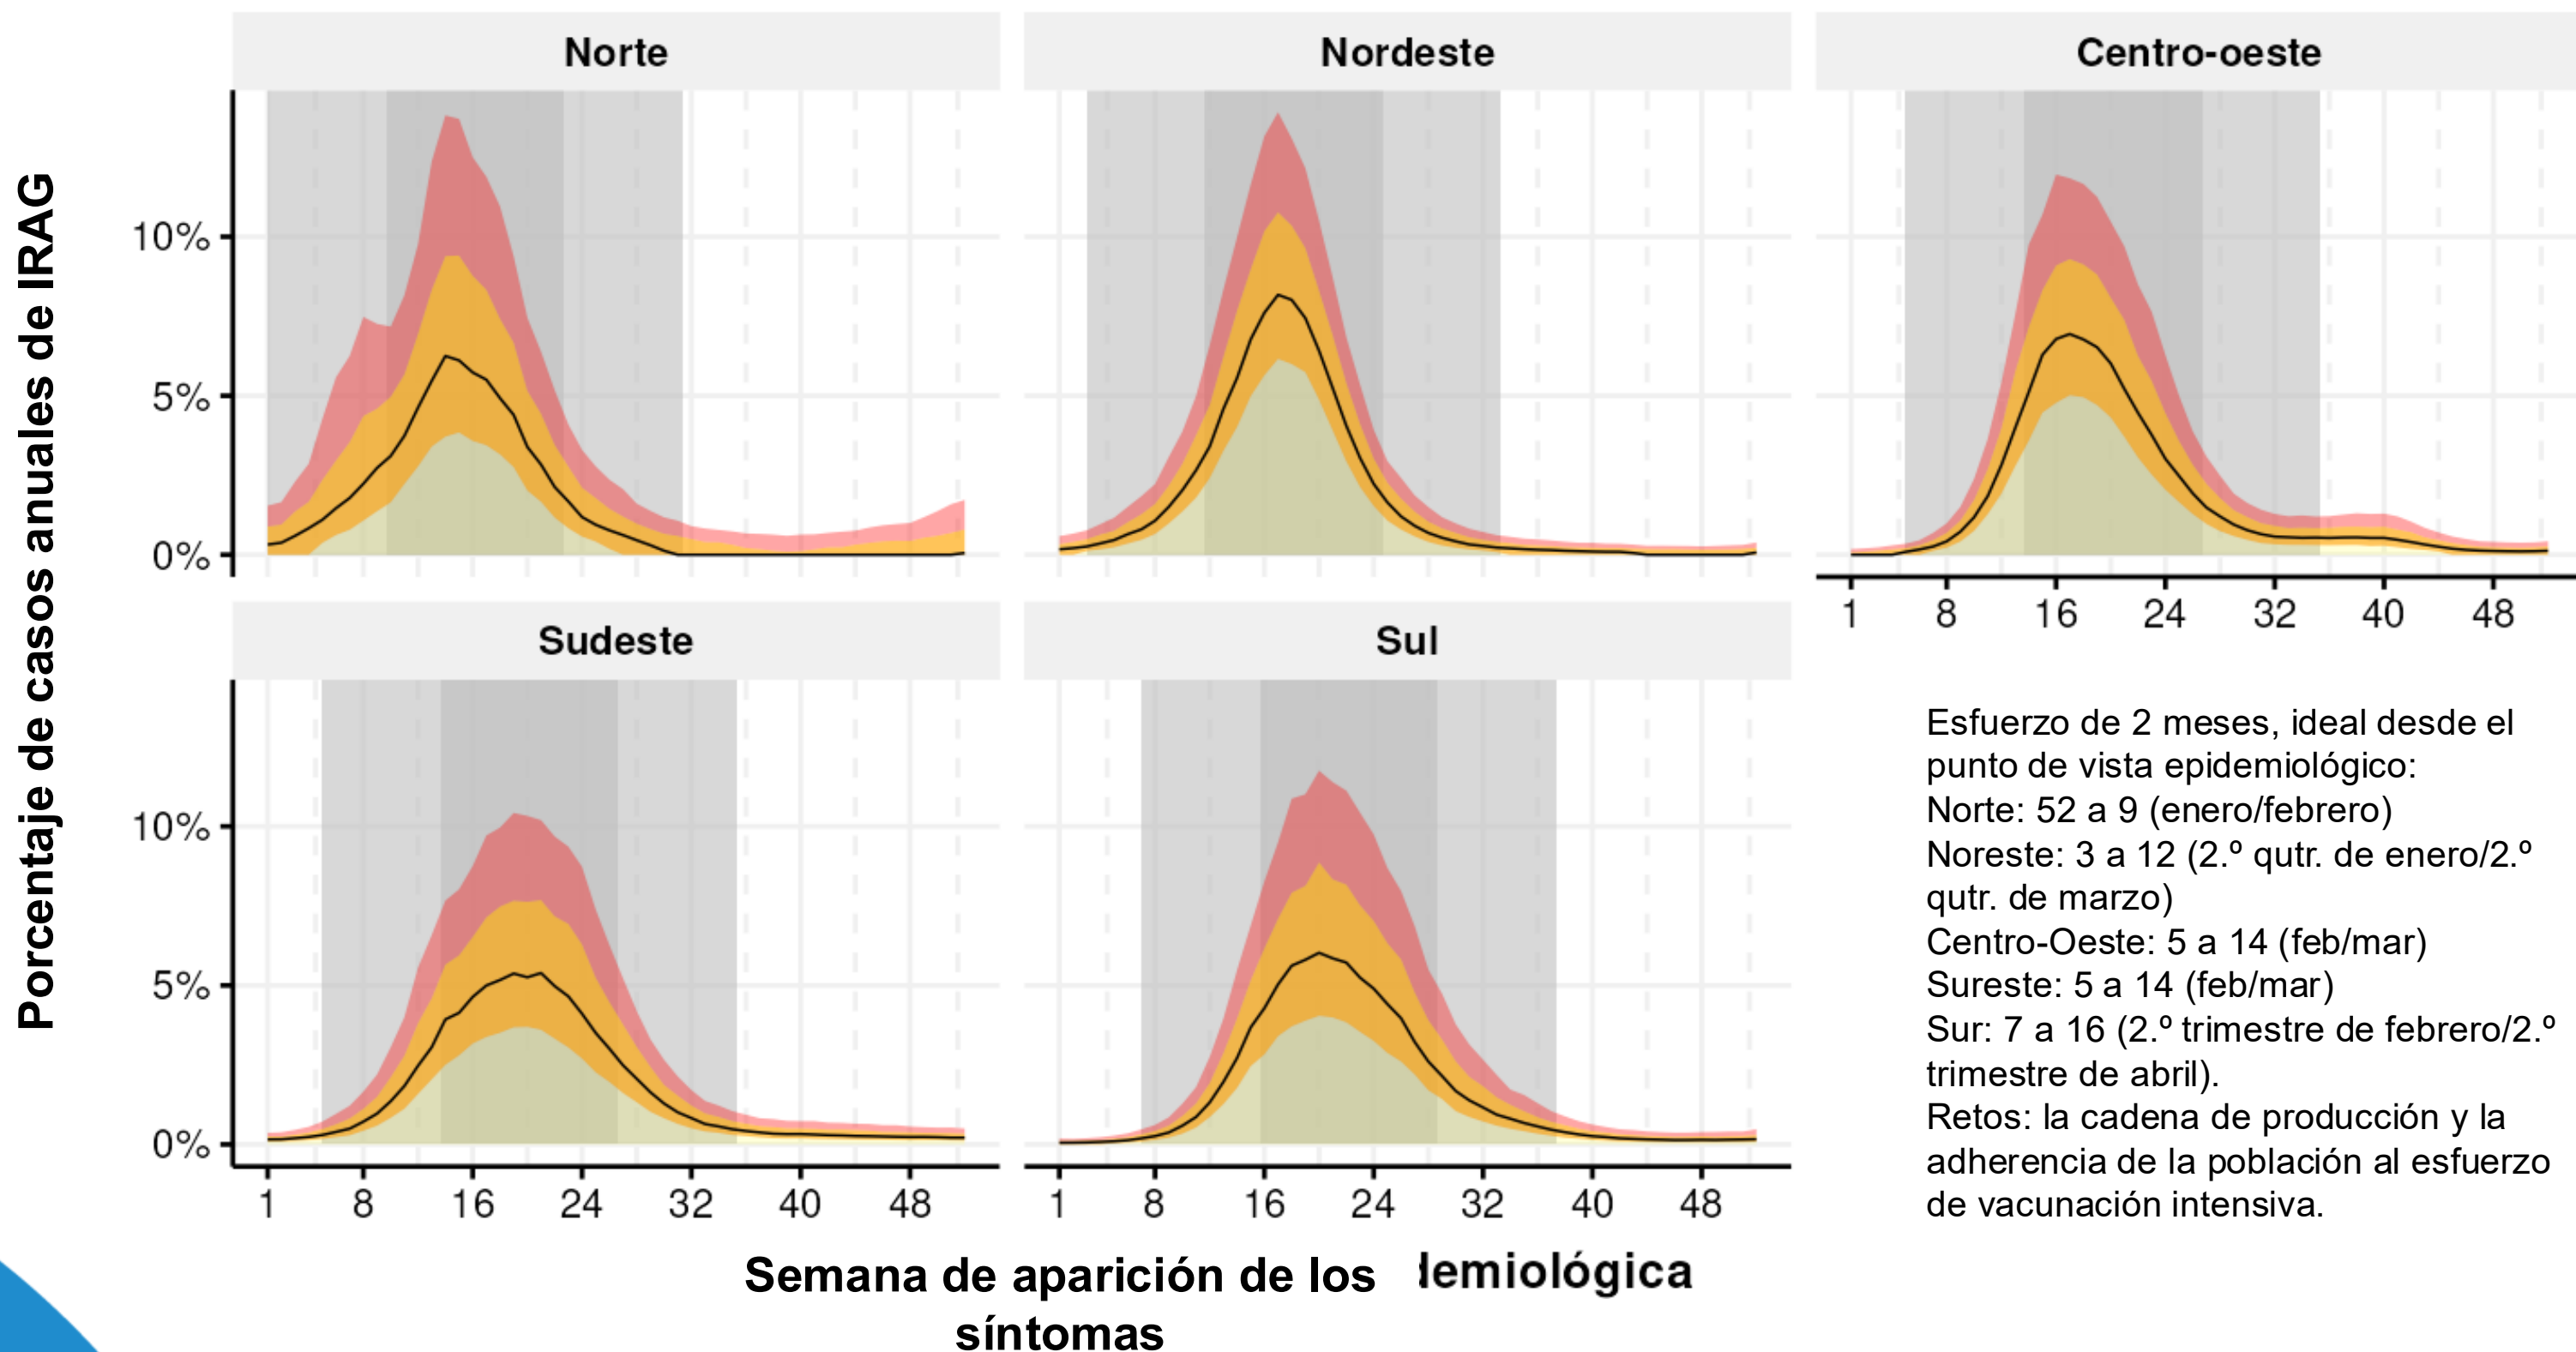 Porcentaje de casos anuales de IRAG
Norte
Nordeste
Centro-oeste
10%
5%
0%
1 8 16 24 32 40 48
Sudeste
Sul
10%
5%
0%
1 8 16 24 32 40 48
1 8 16 24 32 40 48
Semana de aparición de los
síntomas
demiológica
Esfuerzo de 2 meses, ideal desde el
punto de vista epidemiológico:
Norte: 52 a 9 (enero/febrero)
Noreste: 3 a 12 (2.º qutr. de enero/2.º
qutr. de marzo)
Centro-Oeste: 5 a 14 (feb/mar)
Sureste: 5 a 14 (feb/mar)
Sur: 7 a 16 (2.º trimestre de febrero/2.º
trimestre de abril).
Retos: la cadena de producción y la
adherencia de la población al esfuerzo
de vacunación intensiva.